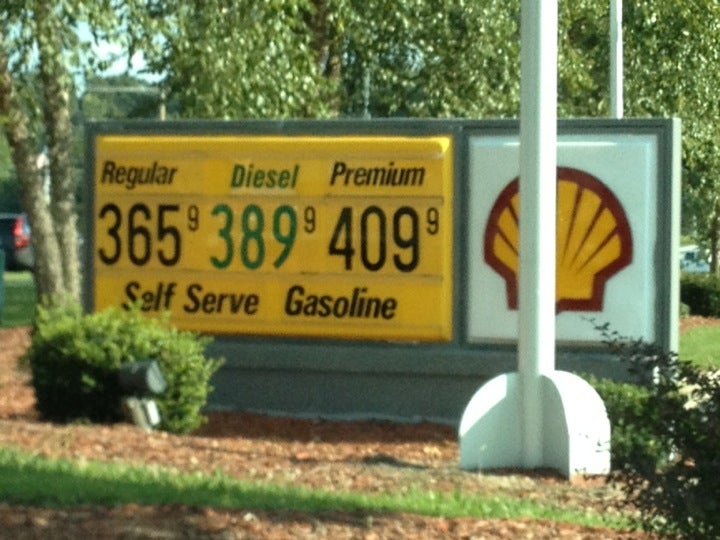 Regular Diesel Premium
365 9 389 9 409 9
Self Serve Gasoline